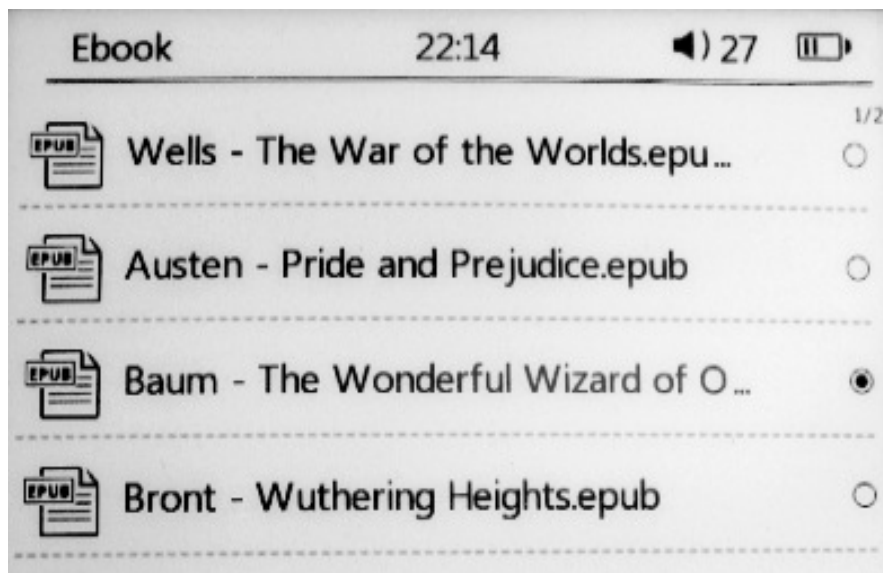 Ebook 22:14 27
1/2
EPUB Wells - The War of the Worlds.epu...
EPUB Austen - Pride and Prejudice.epub
EPUB Baum - The Wonderful Wizard of O...
EPUB Bront - Wuthering Heights.epub